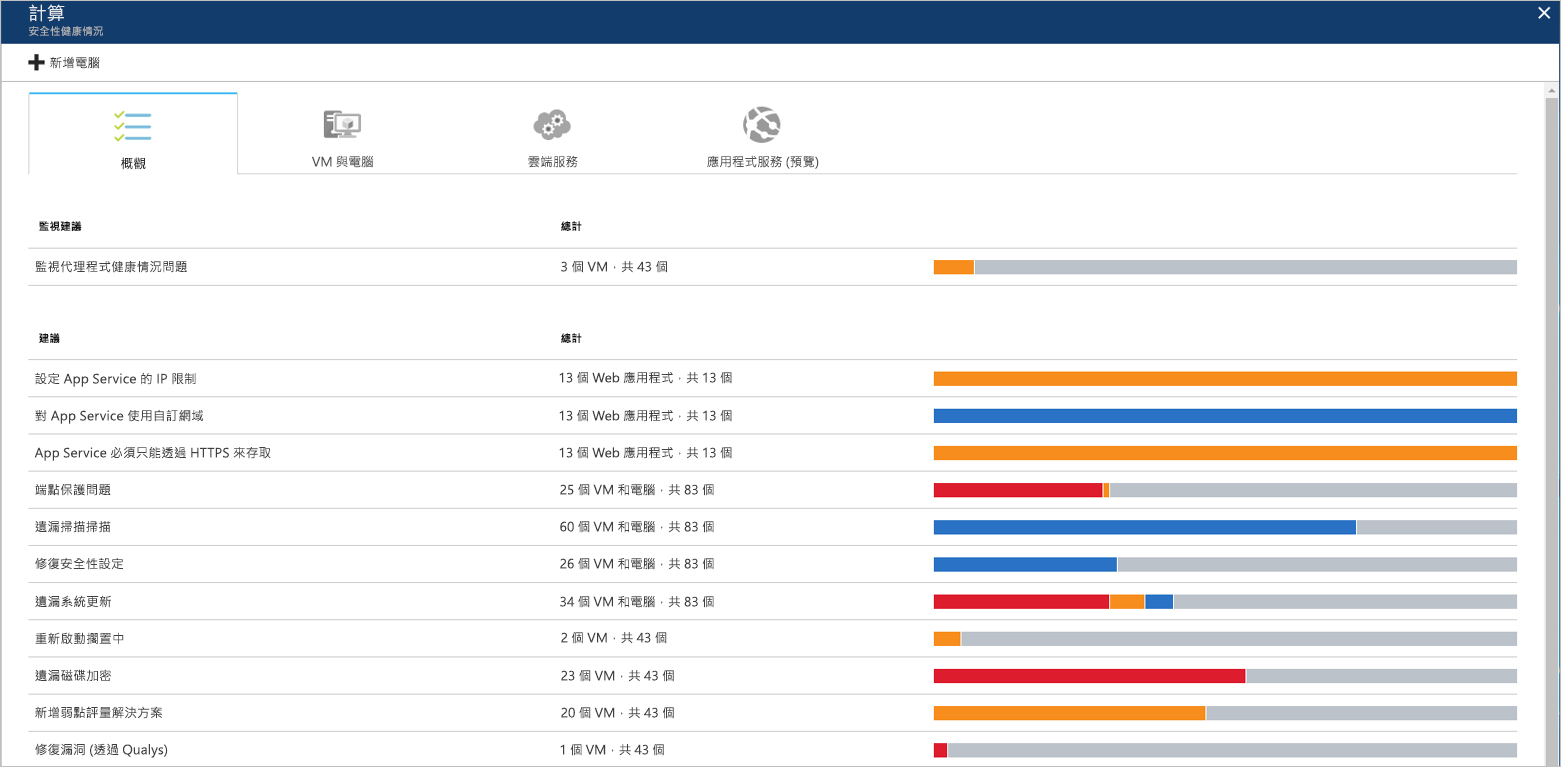 計算
安全性健康情況
新增電腦
概觀
VM 與電腦
雲端服務
應用程式服務 (預覽)
監視建議 總計
監視代理程式健康情況問題 3 個 VM · 共 43 個
建議 總計
設定 App Service 的 IP 限制 13 個 Web 應用程式 · 共 13 個
對 App Service 使用自訂網域 13 個 Web 應用程式 · 共 13 個
App Service 必須只能透過 HTTPS 來存取 13 個 Web 應用程式 · 共 13 個
端點保護問題 25 個 VM 和電腦 · 共 83 個
遺漏掃描掃描 60 個 VM 和電腦 · 共 83 個
修復安全性設定 26 個 VM 和電腦 · 共 83 個
遺漏系統更新 34 個 VM 和電腦 · 共 83 個
重新啟動擱置中 2 個 VM · 共 43 個
遺漏磁碟加密 23 個 VM · 共 43 個
新增弱點評量解決方案 20 個 VM · 共 43 個
修復漏洞 (透過 Qualys) 1 個 VM · 共 43 個